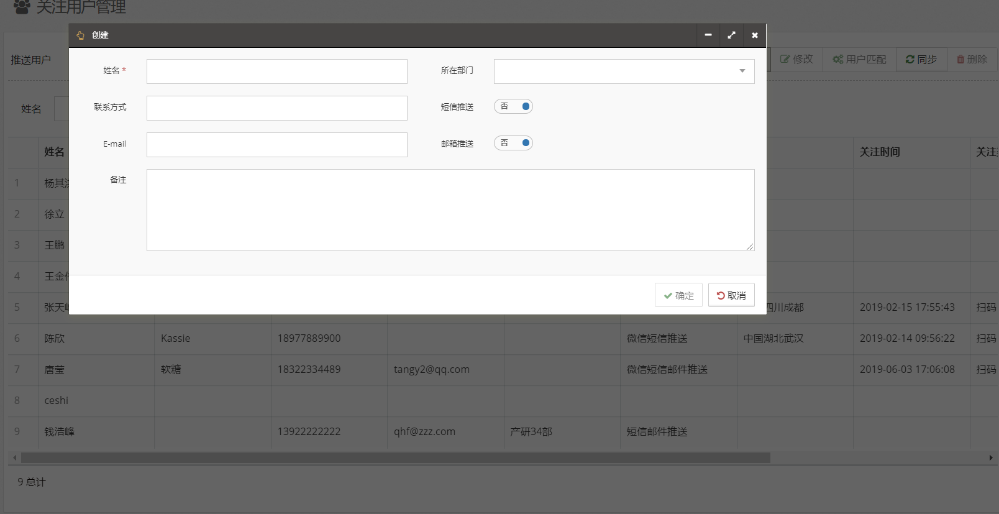 关注用户管理
创建
推送用户
修改
用户匹配
同步
删除
姓名 *
所在部门
联系方式
短信推送
否
E-mail
邮箱推送
否
备注
确定
取消
姓名
姓名
关注时间
关注
1
2 徐立
3 王鹏
4 王金
5 张天 四川成都 2019-02-15 17:55:43 扫码
6 陈欣 Kassie 18977889900 微信短信推送 中国湖北武汉 2019-02-14 09:56:22 扫码
7 唐莹 软糖 18322334489 tangy2@qq.com 微信短信邮件推送 2019-06-03 17:06:08 扫码
8 ceshi
9 钱浩峰 13922222222 qhf@zzz.com 产研34部 短信邮件推送
9 总计